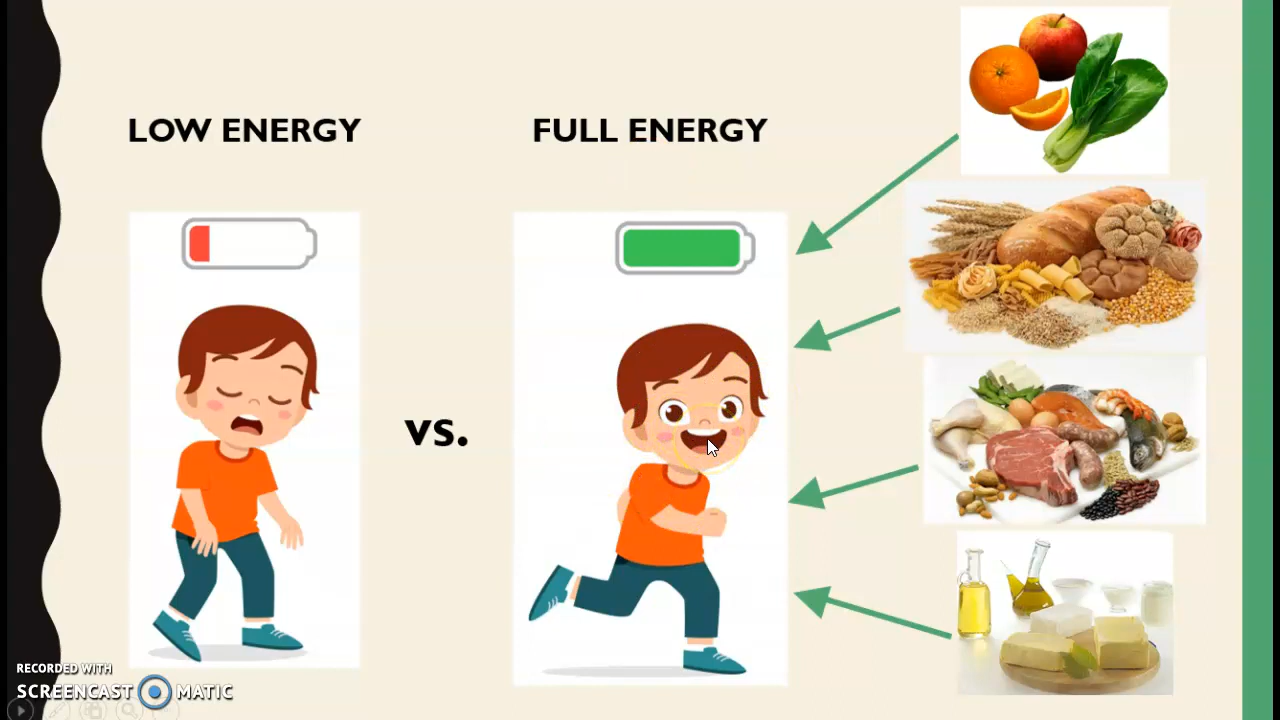 LOW ENERGY
FULL ENERGY
vs.
RECORDED WITH
SCREENCAST MATIC